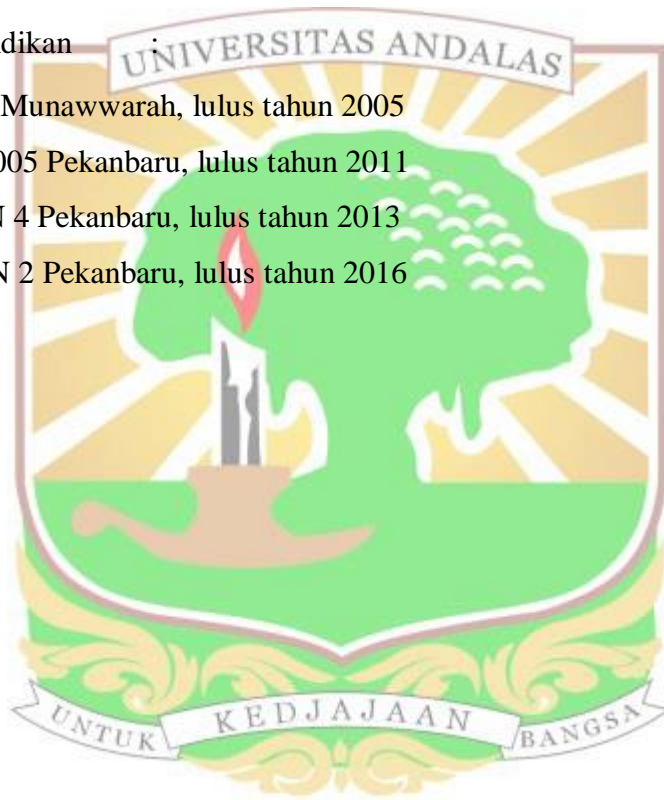 dikan :
UNIVERSITAS ANDALAS
Munawwarah, lulus tahun 2005
005 Pekanbaru, lulus tahun 2011
N 4 Pekanbaru, lulus tahun 2013
N 2 Pekanbaru, lulus tahun 2016
UNTUK KEDJAJAAN BANGSA